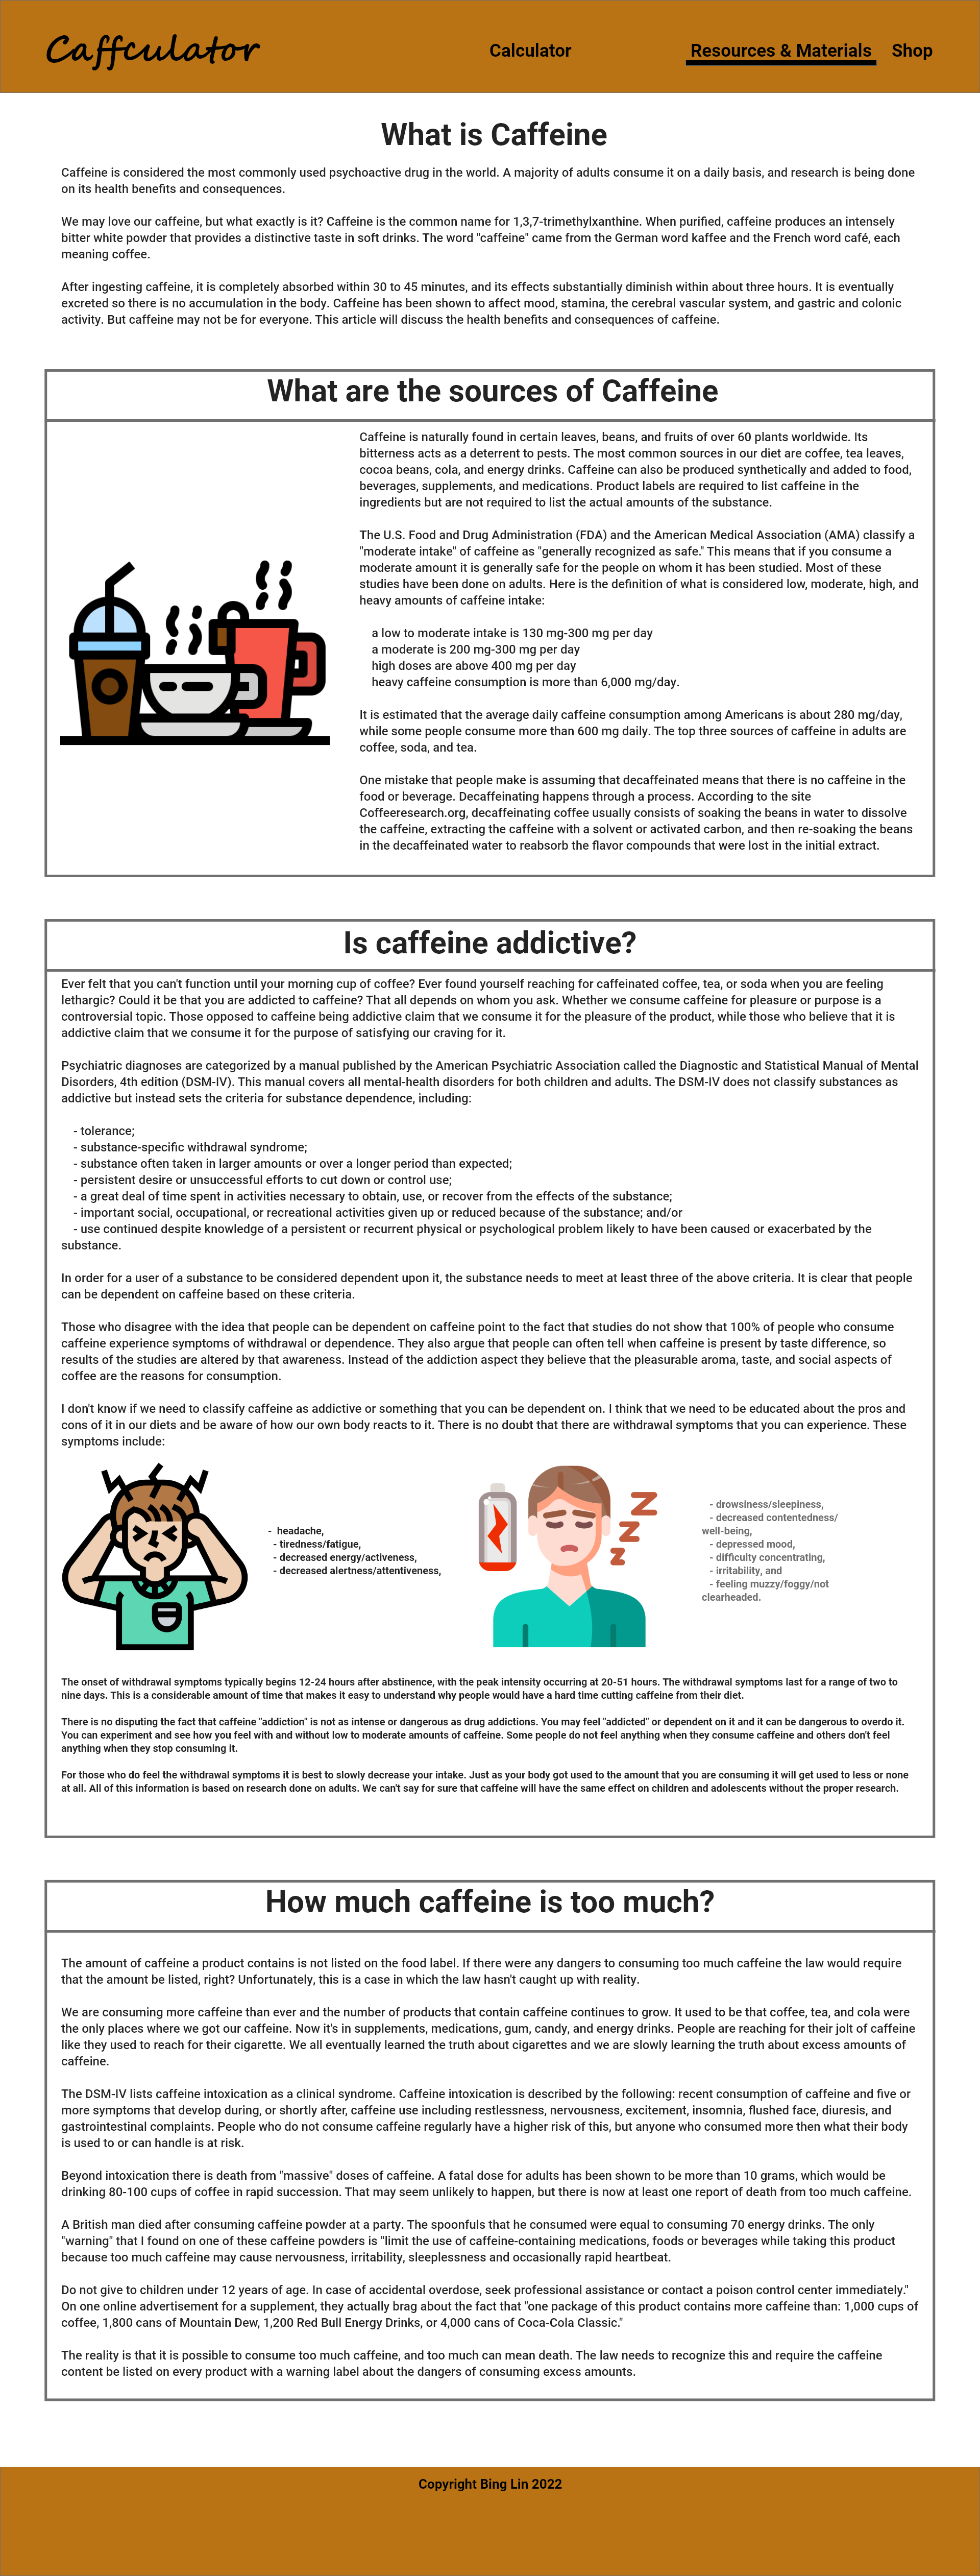 Caffculator
Calculator
Resources & Materials
Shop
What is Caffeine
Caffeine is considered the most commonly used psychoactive drug in the world. A majority of adults consume it on a daily basis, and research is being done
on its health benefits and consequences.
We may love our caffeine, but what exactly is it? Caffeine is the common name for 1,3,7-trimethylxanthine. When purified, caffeine produces an intensely
bitter white powder that provides a distinctive taste in soft drinks. The word "caffeine" came from the German word kaffee and the French word café, each
meaning coffee.
After ingesting caffeine, it is completely absorbed within 30 to 45 minutes, and its effects substantially diminish within about three hours. It is eventually
excreted so there is no accumulation in the body. Caffeine has been shown to affect mood, stamina, the cerebral vascular system, and gastric and colonic
activity. But caffeine may not be for everyone. This article will discuss the health benefits and consequences of caffeine.
What are the sources of Caffeine
Caffeine is naturally found in certain leaves, beans, and fruits of over 60 plants worldwide. Its
bitterness acts as a deterrent to pests. The most common sources in our diet are coffee, tea leaves,
cocoa beans, cola, and energy drinks. Caffeine can also be produced synthetically and added to food,
beverages, supplements, and medications. Product labels are required to list caffeine in the
ingredients but are not required to list the actual amounts of the substance.
The U.S. Food and Drug Administration (FDA) and the American Medical Association (AMA) classify a
"moderate intake" of caffeine as "generally recognized as safe." This means that if you consume a
moderate amount it is generally safe for the people on whom it has been studied. Most of these
studies have been done on adults. Here is the definition of what is considered low, moderate, high, and
heavy amounts of caffeine intake:
a low to moderate intake is 130 mg-300 mg per day
a moderate is 200 mg-300 mg per day
high doses are above 400 mg per day
heavy caffeine consumption is more than 6,000 mg/day.
It is estimated that the average daily caffeine consumption among Americans is about 280 mg/day,
while some people consume more than 600 mg daily. The top three sources of caffeine in adults are
coffee, soda, and tea.
One mistake that people make is assuming that decaffeinated means that there is no caffeine in the
food or beverage. Decaffeinating happens through a process. According to the site
Coffeeresearch.org, decaffeinating coffee usually consists of soaking the beans in water to dissolve
the caffeine, extracting the caffeine with a solvent or activated carbon, and then re-soaking the beans
in the decaffeinated water to reabsorb the flavor compounds that were lost in the initial extract.
Is caffeine addictive?
Ever felt that you can't function until your morning cup of coffee? Ever found yourself reaching for caffeinated coffee, tea, or soda when you are feeling
lethargic? Could it be that you are addicted to caffeine? That all depends on whom you ask. Whether we consume caffeine for pleasure or purpose is a
controversial topic. Those opposed to caffeine being addictive claim that we consume it for the pleasure of the product, while those who believe that it is
addictive claim that we consume it for the purpose of satisfying our craving for it.
Psychiatric diagnoses are categorized by a manual published by the American Psychiatric Association called the Diagnostic and Statistical Manual of Mental
Disorders, 4th edition (DSM-IV). This manual covers all mental-health disorders for both children and adults. The DSM-IV does not classify substances as
addictive but instead sets the criteria for substance dependence, including:
- tolerance;
- substance-specific withdrawal syndrome;
- substance often taken in larger amounts or over a longer period than expected;
- persistent desire or unsuccessful efforts to cut down or control use;
- a great deal of time spent in activities necessary to obtain, use, or recover from the effects of the substance;
- important social, occupational, or recreational activities given up or reduced because of the substance; and/or
- use continued despite knowledge of a persistent or recurrent physical or psychological problem likely to have been caused or exacerbated by the
substance.
In order for a user of a substance to be considered dependent upon it, the substance needs to meet at least three of the above criteria. It is clear that people
can be dependent on caffeine based on these criteria.
Those who disagree with the idea that people can be dependent on caffeine point to the fact that studies do not show that 100% of people who consume
caffeine experience symptoms of withdrawal or dependence. They also argue that people can often tell when caffeine is present by taste difference, so
results of the studies are altered by that awareness. Instead of the addiction aspect they believe that the pleasurable aroma, taste, and social aspects of
coffee are the reasons for consumption.
I don't know if we need to classify caffeine as addictive or something that you can be dependent on. I think that we need to be educated about the pros and
cons of it in our diets and be aware of how our own body reacts to it. There is no doubt that there are withdrawal symptoms that you can experience. These
symptoms include:
- headache,
- tiredness/fatigue,
- decreased energy/activeness,
- decreased alertness/attentiveness,
z
z
z
- drowsiness/sleepiness,
- decreased contentedness/
well-being,
- depressed mood,
- difficulty concentrating,
- irritability, and
- feeling muzzy/foggy/not
clearheaded.
The onset of withdrawal symptoms typically begins 12-24 hours after abstinence, with the peak intensity occurring at 20-51 hours. The withdrawal symptoms last for a range of two to
nine days. This is a considerable amount of time that makes it easy to understand why people would have a hard time cutting caffeine from their diet.
There is no disputing the fact that caffeine "addiction" is not as intense or dangerous as drug addictions. You may feel "addicted" or dependent on it and it can be dangerous to overdo it.
You can experiment and see how you feel with and without low to moderate amounts of caffeine. Some people do not feel anything when they consume caffeine and others don't feel
anything when they stop consuming it.
For those who do feel the withdrawal symptoms it is best to slowly decrease your intake. Just as your body got used to the amount that you are consuming it will get used to less or none
at all. All of this information is based on research done on adults. We can't say for sure that caffeine will have the same effect on children and adolescents without the proper research.
How much caffeine is too much?
The amount of caffeine a product contains is not listed on the food label. If there were any dangers to consuming too much caffeine the law would require
that the amount be listed, right? Unfortunately, this is a case in which the law hasn't caught up with reality.
We are consuming more caffeine than ever and the number of products that contain caffeine continues to grow. It used to be that coffee, tea, and cola were
the only places where we got our caffeine. Now it's in supplements, medications, gum, candy, and energy drinks. People are reaching for their jolt of caffeine
like they used to reach for their cigarette. We all eventually learned the truth about cigarettes and we are slowly learning the truth about excess amounts of
caffeine.
The DSM-IV lists caffeine intoxication as a clinical syndrome. Caffeine intoxication is described by the following: recent consumption of caffeine and five or
more symptoms that develop during, or shortly after, caffeine use including restlessness, nervousness, excitement, insomnia, flushed face, diuresis, and
gastrointestinal complaints. People who do not consume caffeine regularly have a higher risk of this, but anyone who consumed more then what their body
is used to or can handle is at risk.
Beyond intoxication there is death from "massive" doses of caffeine. A fatal dose for adults has been shown to be more than 10 grams, which would be
drinking 80-100 cups of coffee in rapid succession. That may seem unlikely to happen, but there is now at least one report of death from too much caffeine.
A British man died after consuming caffeine powder at a party. The spoonfuls that he consumed were equal to consuming 70 energy drinks. The only
"warning" that I found on one of these caffeine powders is "limit the use of caffeine-containing medications, foods or beverages while taking this product
because too much caffeine may cause nervousness, irritability, sleeplessness and occasionally rapid heartbeat.
Do not give to children under 12 years of age. In case of accidental overdose, seek professional assistance or contact a poison control center immediately."
On one online advertisement for a supplement, they actually brag about the fact that "one package of this product contains more caffeine than: 1,000 cups of
coffee, 1,800 cans of Mountain Dew, 1,200 Red Bull Energy Drinks, or 4,000 cans of Coca-Cola Classic."
The reality is that it is possible to consume too much caffeine, and too much can mean death. The law needs to recognize this and require the caffeine
content be listed on every product with a warning label about the dangers of consuming excess amounts.
Copyright Bing Lin 2022